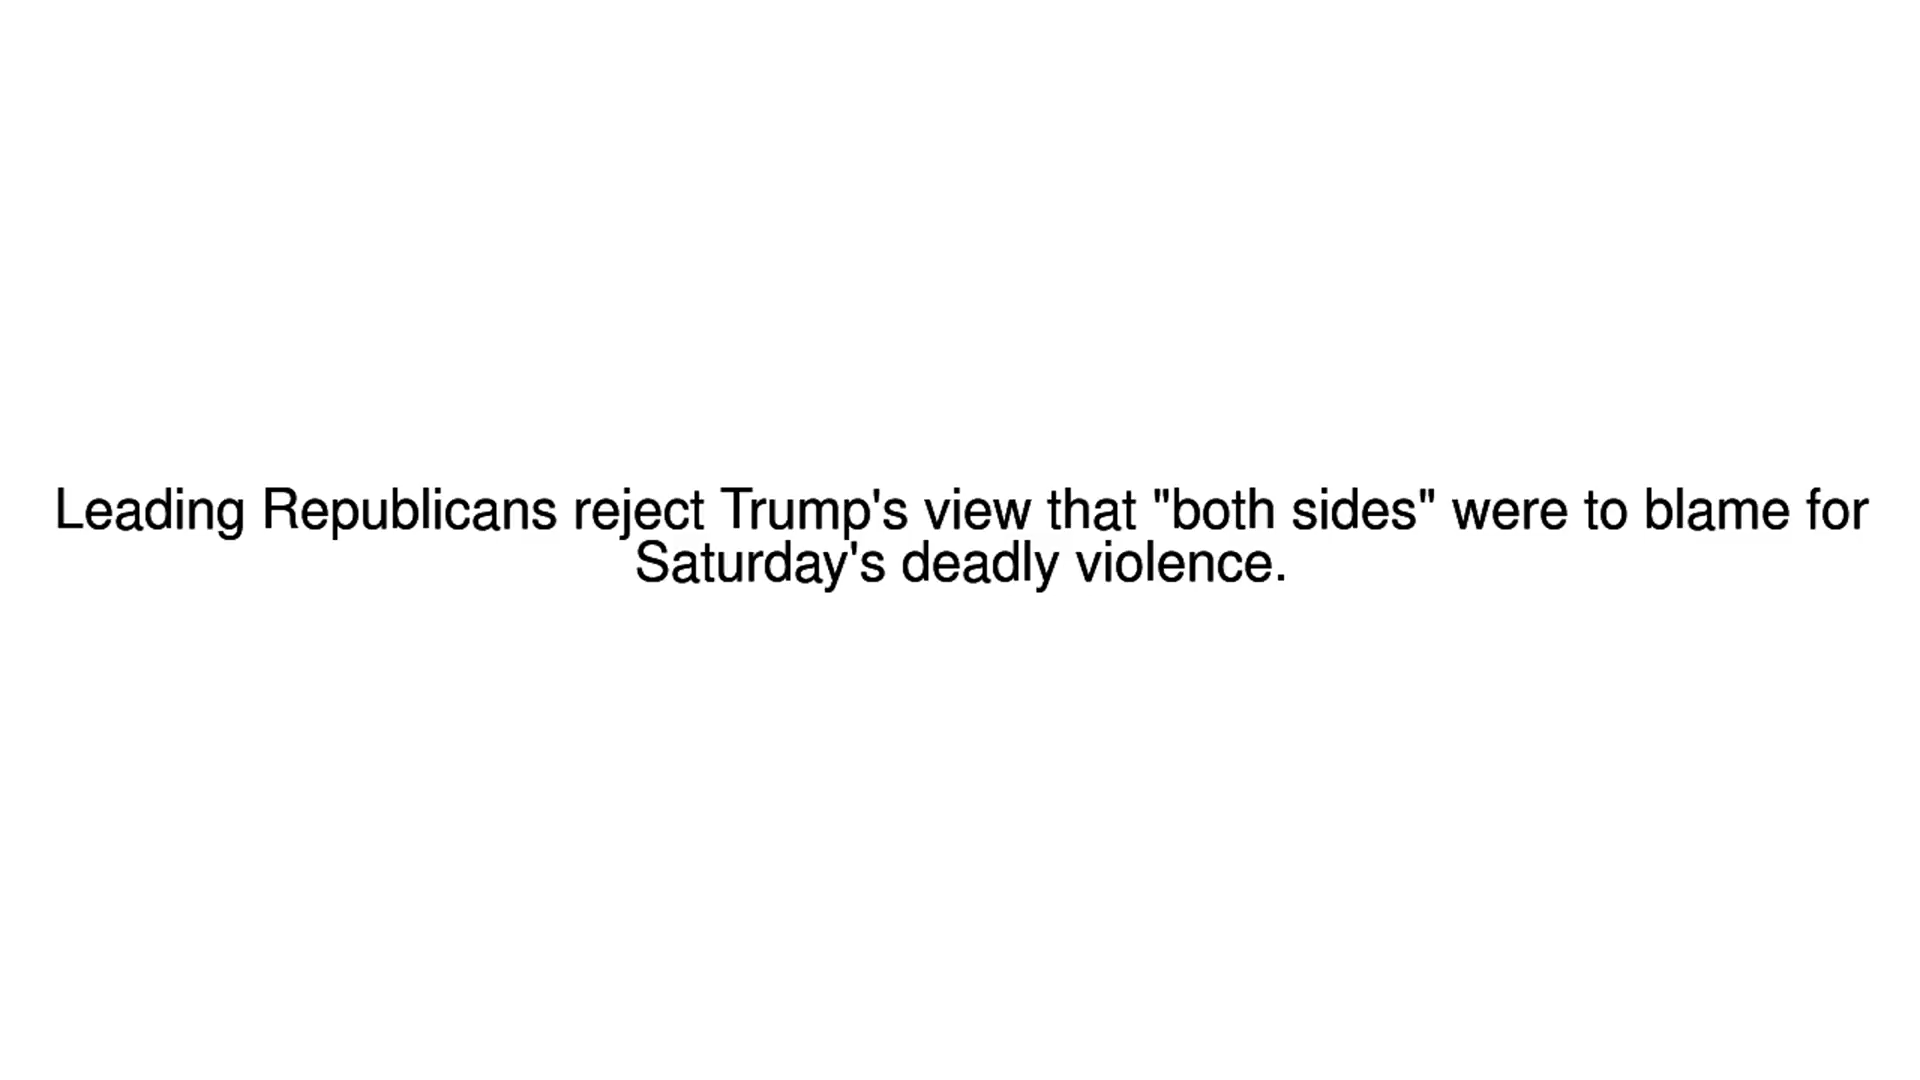 Leading Republicans reject Trump's view that "both sides" were to blame for
Saturday's deadly violence.